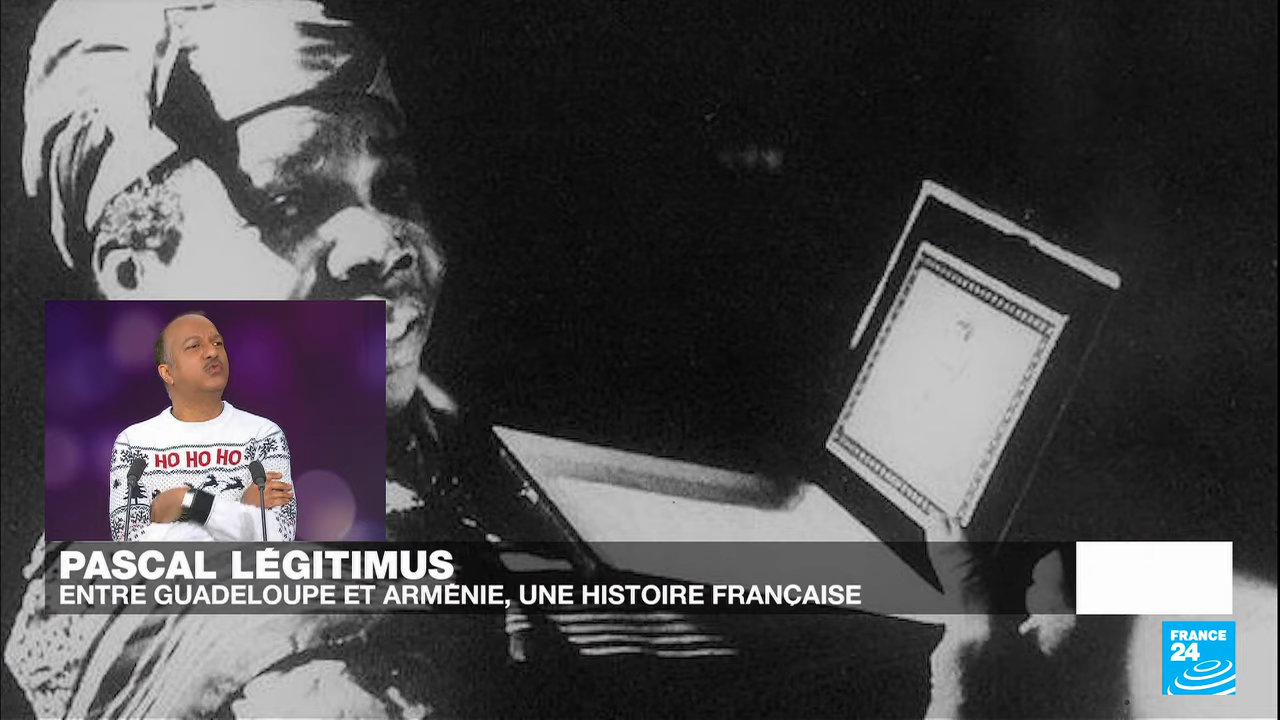 HO HO HO
PASCAL LÉGITIMUS
ENTRE GUADELOUPE ET ARMÉNIE, UNE HISTOIRE FRANÇAISE
FRANCE
24